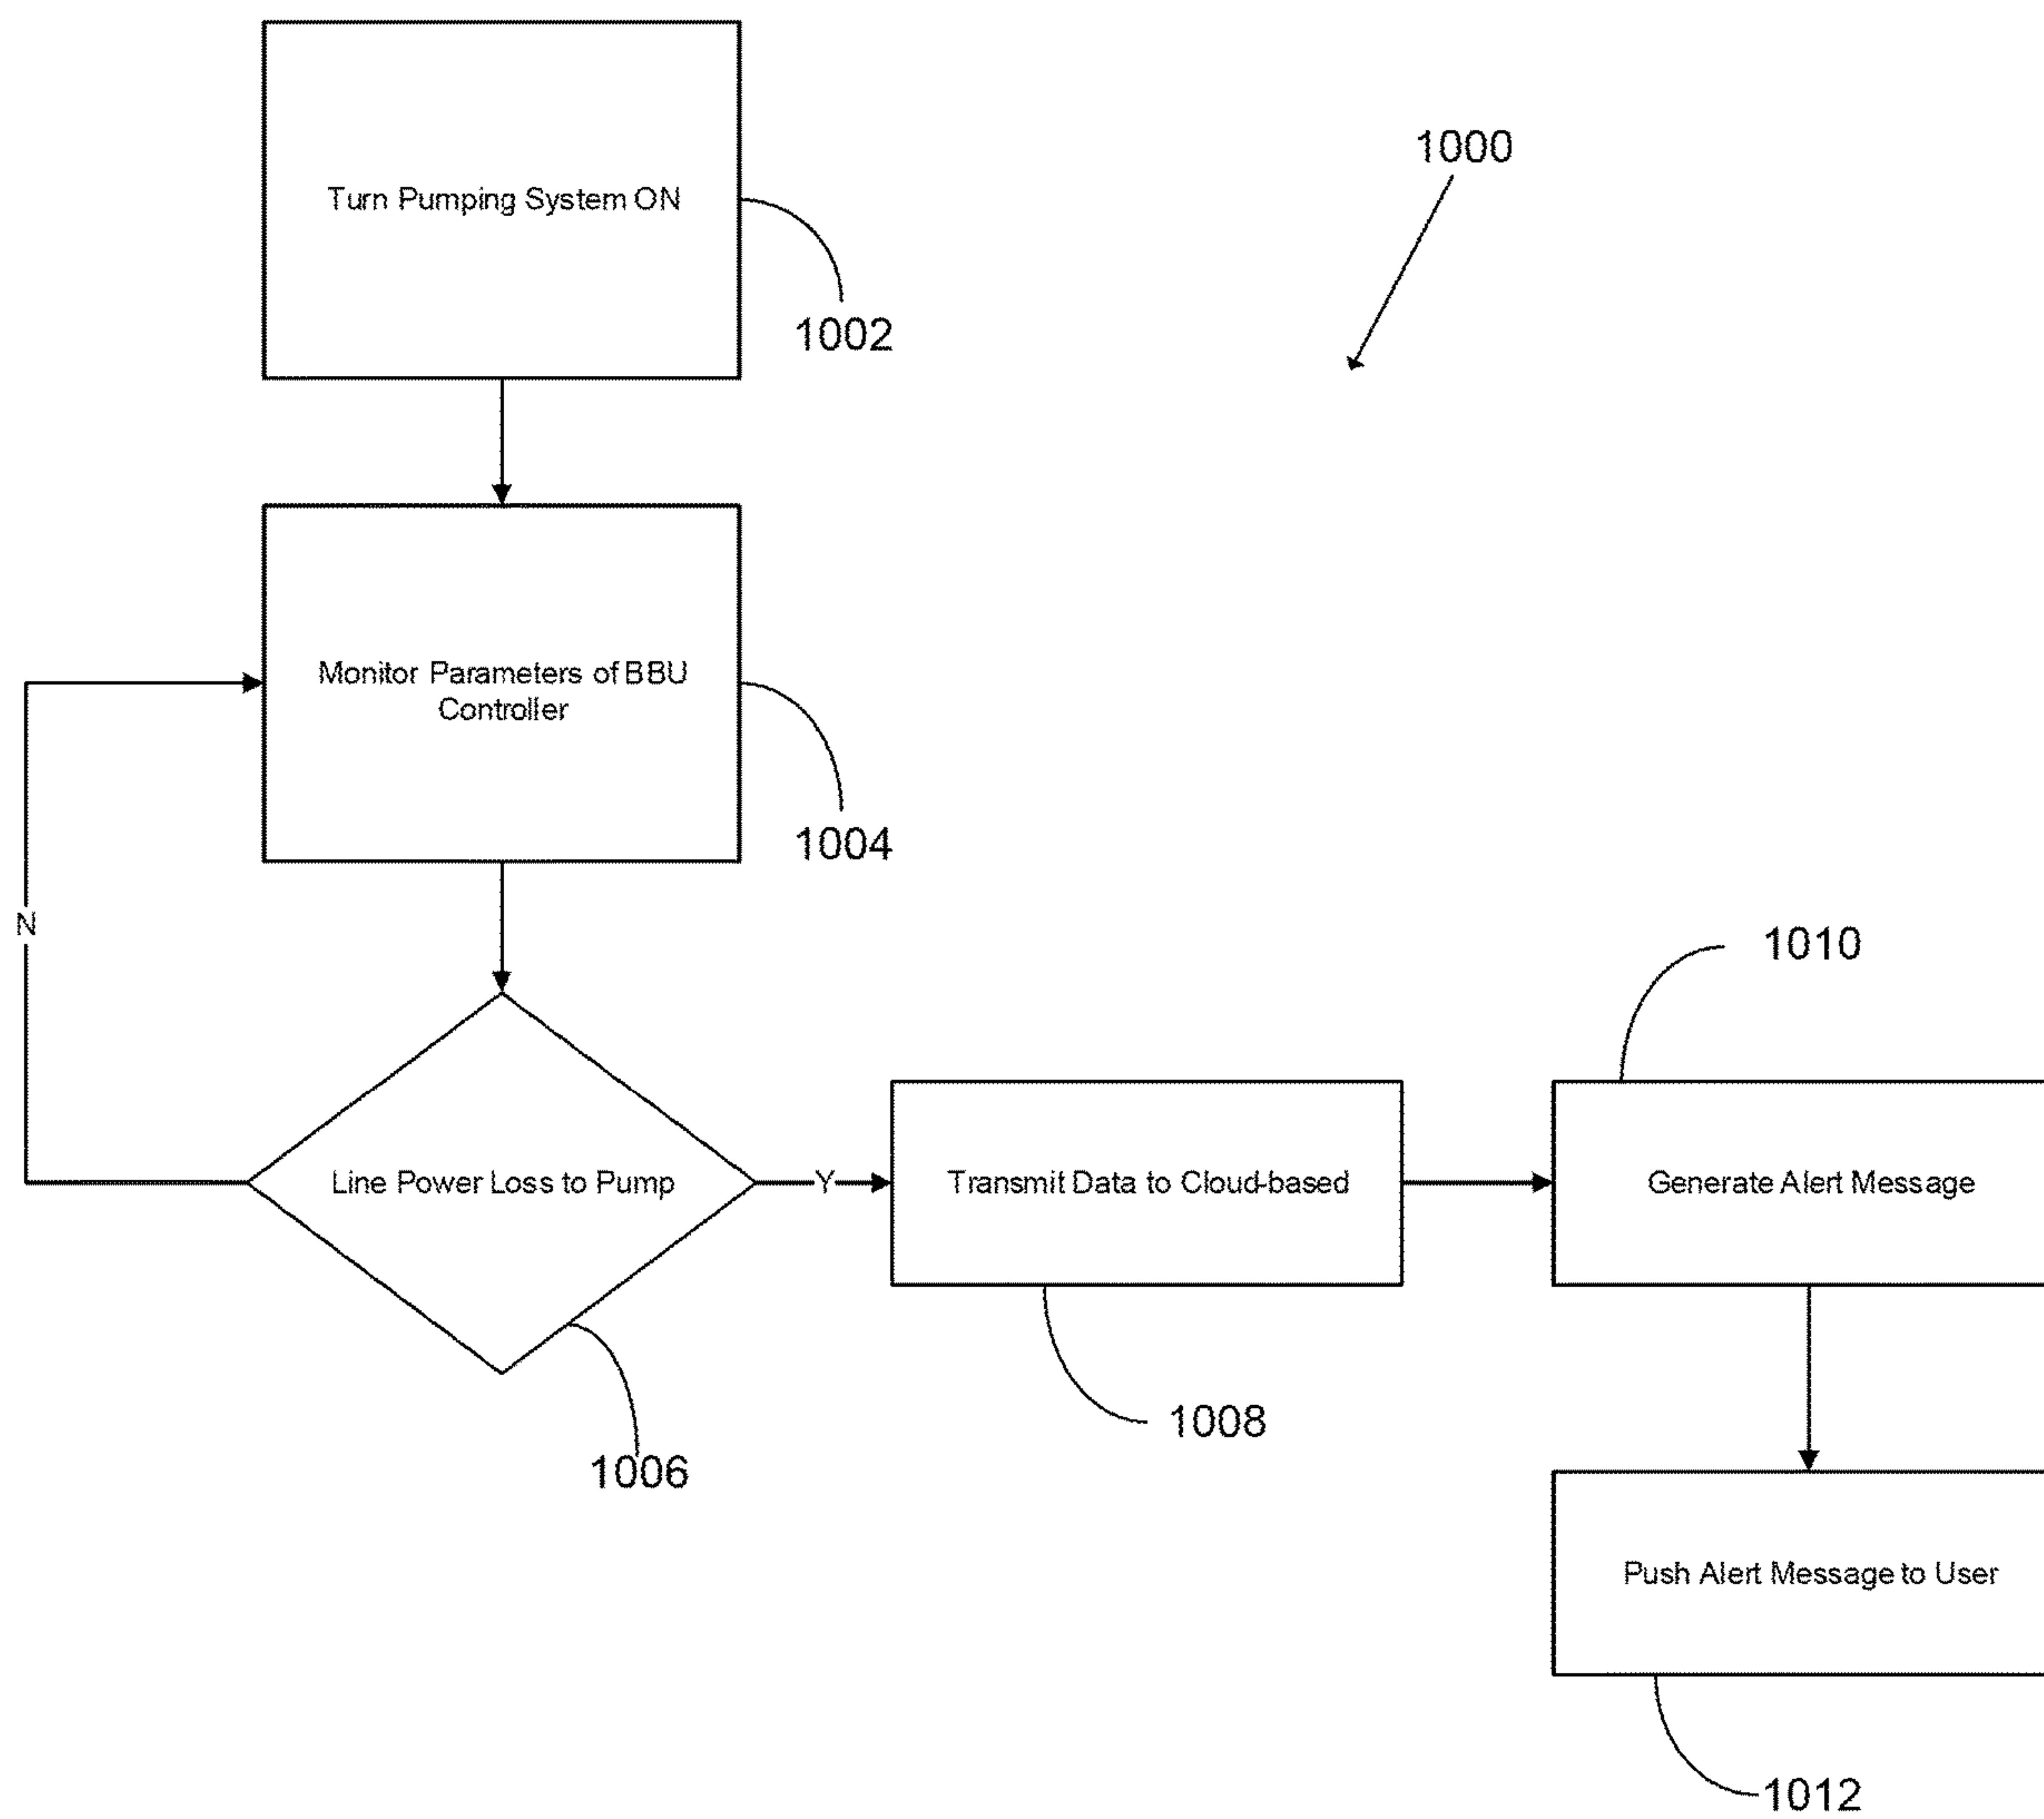 1000
Turn Pumping System ON
1002
Monitor Parameters of BBU
Controller
1004
N
1010
Line Power Loss to Pump
Y
Transmit Data to Cloud-based
Generate Alert Message
1008
1006
Push Alert Message to User
1012